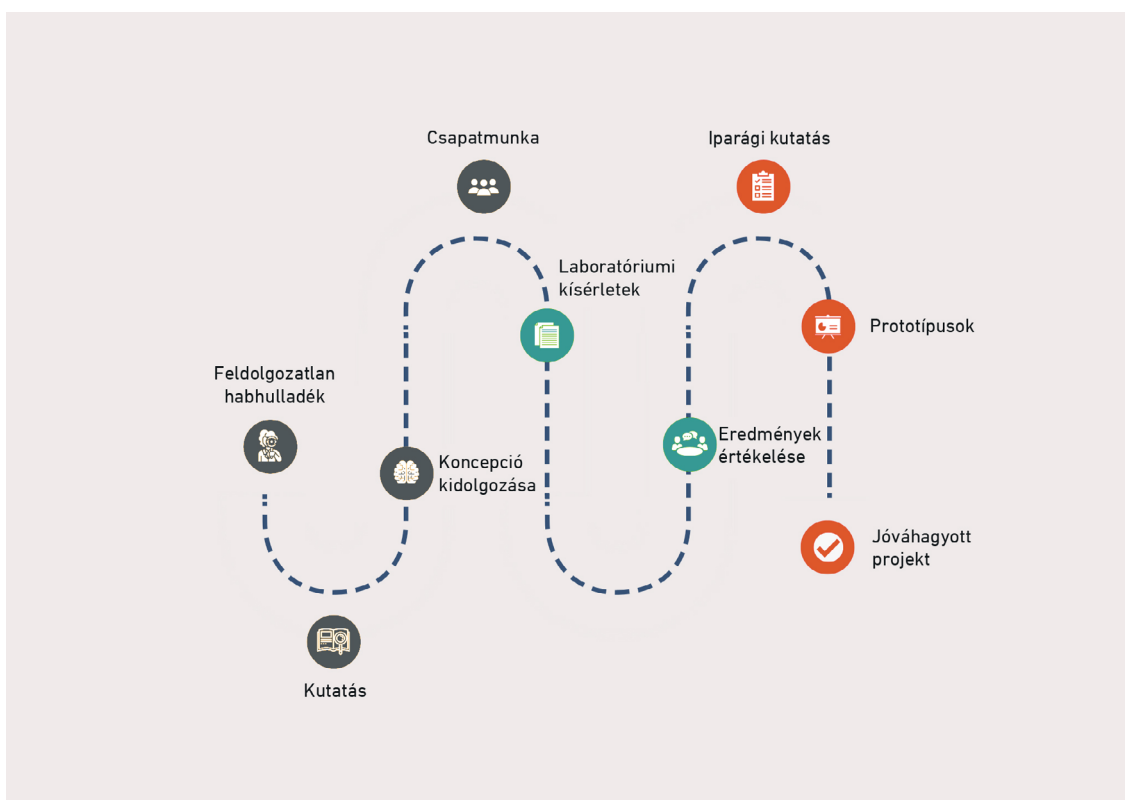 Feldolgozatlan
habhulladék
Kutatás
Koncepció
kidolgozása
Csapatmunka
Laboratóriumi
kísérletek
Eredmények
értékelése
Iparági kutatás
Prototípusok
Jóváhagyott
projekt